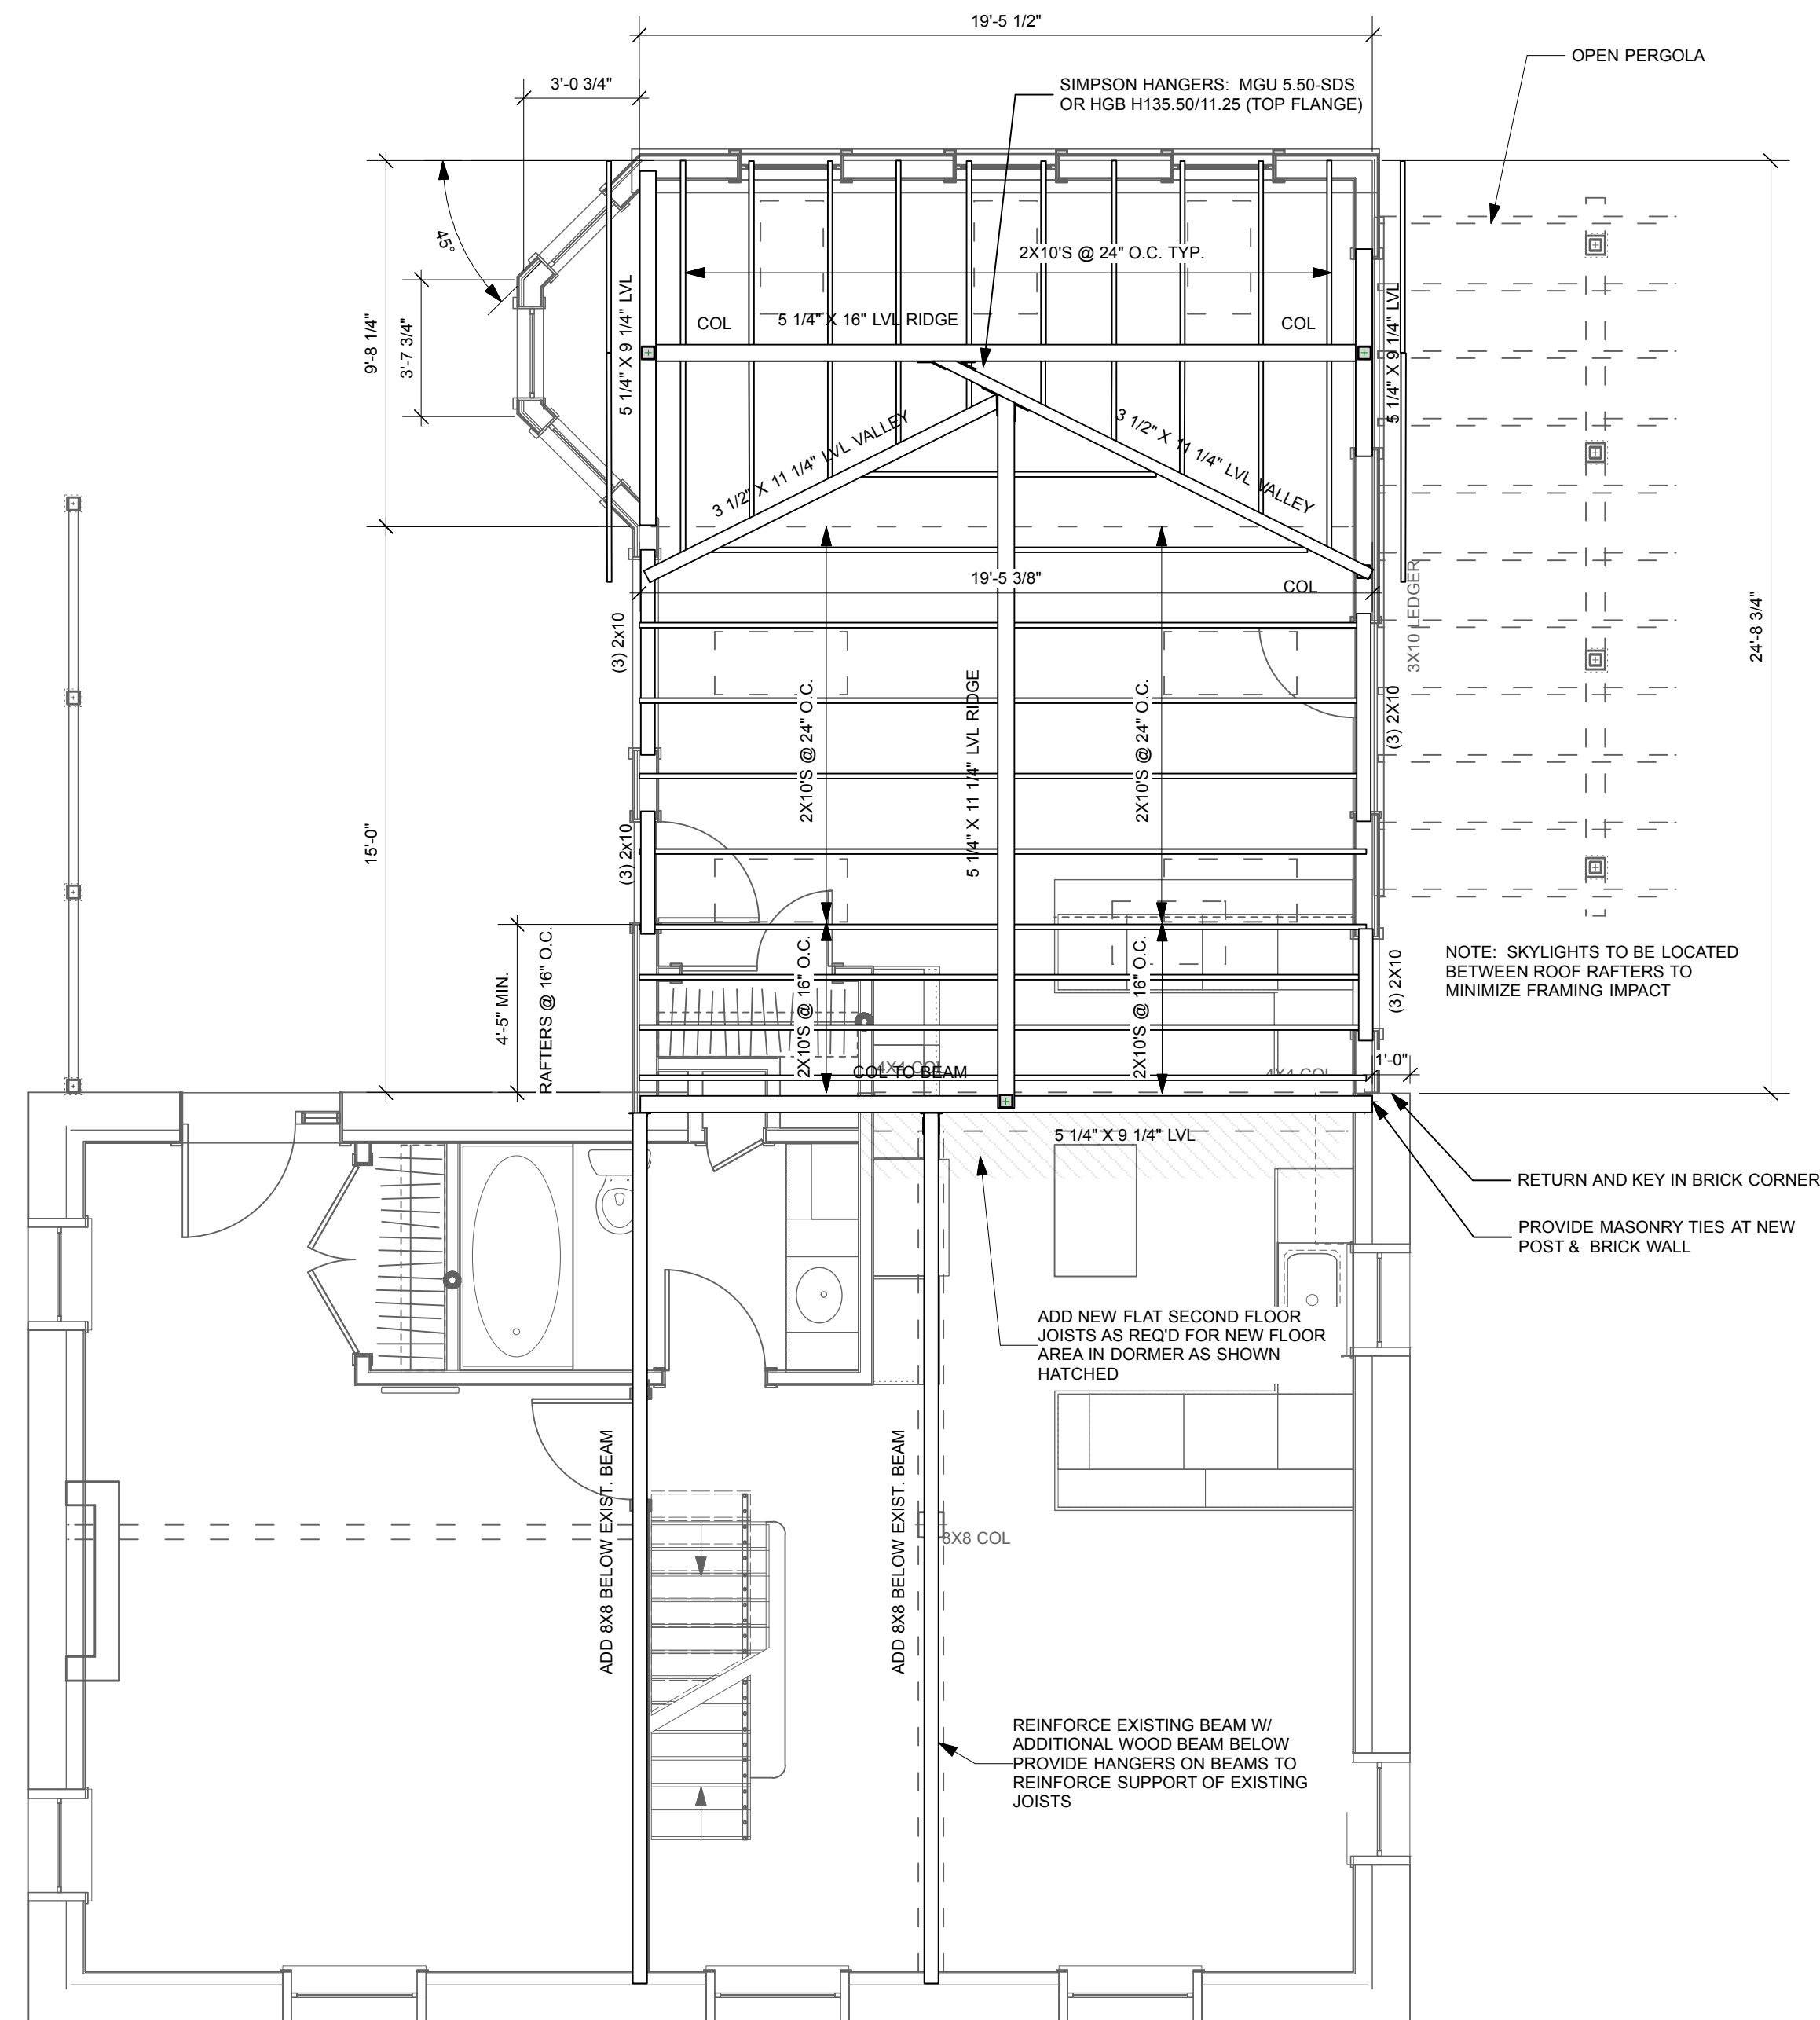 19'-5 1/2"
OPEN PERGOLA
3'-0 3/4"
SIMPSON HANGERS: MGU 5.50-SDS
OR HGB H135.50/11.25 (TOP FLANGE)
45°
2X10'S @ 24" O.C. TYP.
9'-8 1/4"
3'-7 3/4"
5 1/4" X 9 1/4" LVL
COL
5 1/4" X 16" LVL RIDGE
COL
5 1/4" X 9 1/4" LVL
3 1/2" X 11 1/4" LVL VALLEY
3 1/2" X 11 1/4" LVL VALLEY
19'-5 3/8"
COL
3X10 LEDGER
24'-8 3/4"
(3) 2x10
2X10'S @ 24" O.C.
5 1/4" X 11 1/4" LVL RIDGE
2X10'S @ 24" O.C.
(3) 2X10
15'-0"
(3) 2x10
4'-5" MIN.
RAFTERS @ 16" O.C.
2X10'S @ 16" O.C.
2X10'S @ 16" O.C.
(3) 2X10
NOTE: SKYLIGHTS TO BE LOCATED
BETWEEN ROOF RAFTERS TO
MINIMIZE FRAMING IMPACT
4X4 COL
COL TO BEAM
4X4 COL
1'-0"
5 1/4" X 9 1/4" LVL
RETURN AND KEY IN BRICK CORNER
PROVIDE MASONRY TIES AT NEW
POST & BRICK WALL
ADD NEW FLAT SECOND FLOOR
JOISTS AS REQ'D FOR NEW FLOOR
AREA IN DORMER AS SHOWN
HATCHED
ADD 8X8 BELOW EXIST. BEAM
ADD 8X8 BELOW EXIST. BEAM
8X8 COL
REINFORCE EXISTING BEAM W/
ADDITIONAL WOOD BEAM BELOW
PROVIDE HANGERS ON BEAMS TO
REINFORCE SUPPORT OF EXISTING
JOISTS